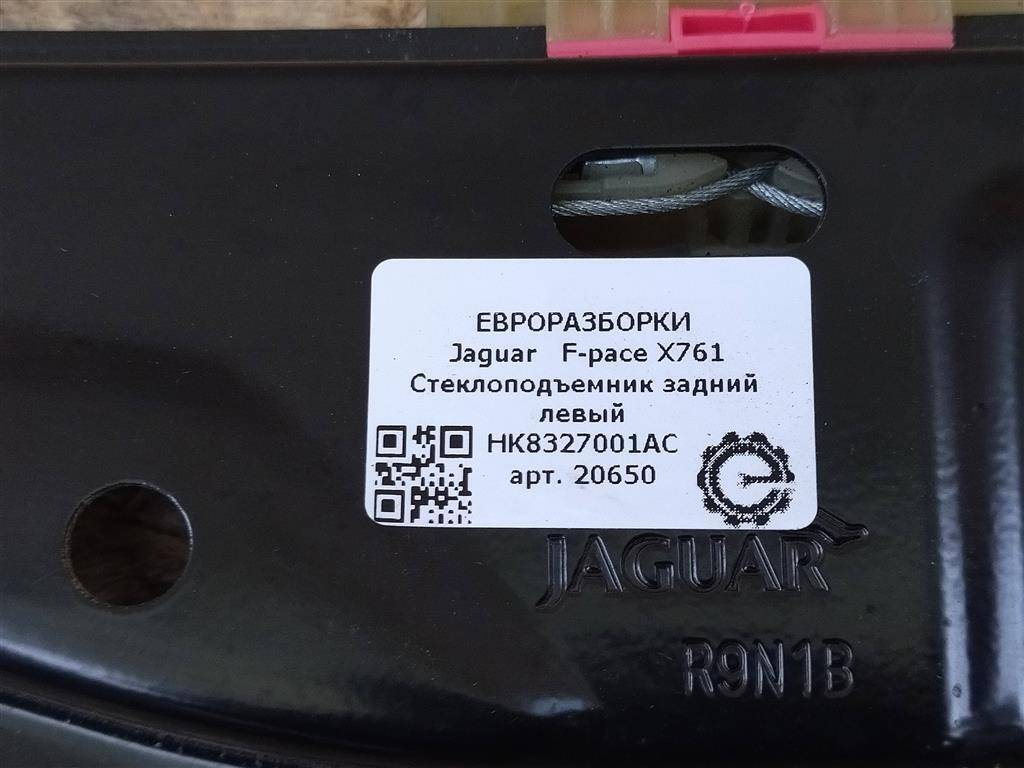 ЕВРОРАЗБОРКИ
Jaguar F-pace X761
Стеклоподъемник задний
левый
HK8327001AC
арт. 20650
JAGUAR
R9N1B